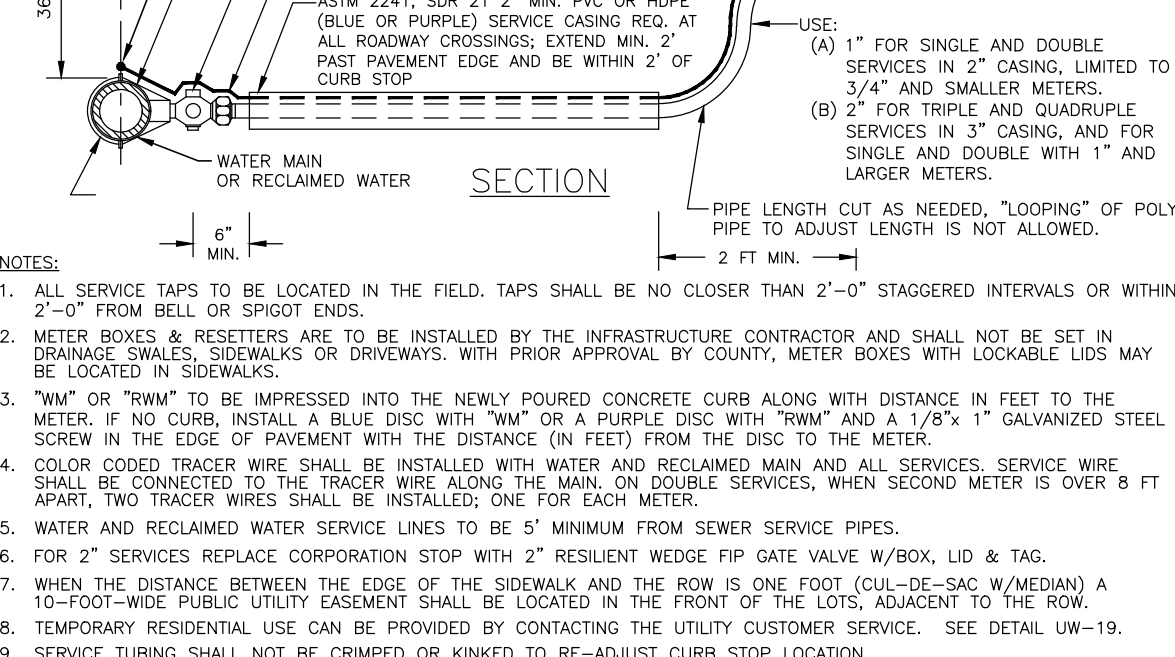 36
ASTM 2241, SDR 21 2" MIN. PVC OR HDPE
(BLUE OR PURPLE) SERVICE CASING REQ. AT
ALL ROADWAY CROSSINGS; EXTEND MIN. 2'
PAST PAVEMENT EDGE AND BE WITHIN 2' OF
CURB STOP
USE:
(A) 1" FOR SINGLE AND DOUBLE
SERVICES IN 2" CASING, LIMITED TO
3/4" AND SMALLER METERS.
(B) 2" FOR TRIPLE AND QUADRUPLE
SERVICES IN 3" CASING, AND FOR
SINGLE AND DOUBLE WITH 1" AND
LARGER METERS.
WATER MAIN
OR RECLAIMED WATER
SECTION
PIPE LENGTH CUT AS NEEDED, "LOOPING" OF POLY
PIPE TO ADJUST LENGTH IS NOT ALLOWED.
6"
MIN.
2 FT MIN.
NOTES:
1. ALL SERVICE TAPS TO BE LOCATED IN THE FIELD. TAPS SHALL BE NO CLOSER THAN 2'-0" STAGGERED INTERVALS OR WITHIN
2'-0" FROM BELL OR SPIGOT ENDS.
2. METER BOXES & RESETTERS ARE TO BE INSTALLED BY THE INFRASTRUCTURE CONTRACTOR AND SHALL NOT BE SET IN
DRAINAGE SWALES, SIDEWALKS OR DRIVEWAYS. WITH PRIOR APPROVAL BY COUNTY, METER BOXES WITH LOCKABLE LIDS MAY
BE LOCATED IN SIDEWALKS.
3. "WM" OR "RWM" TO BE IMPRESSED INTO THE NEWLY POURED CONCRETE CURB ALONG WITH DISTANCE IN FEET TO THE
METER. IF NO CURB, INSTALL A BLUE DISC WITH "WM" OR A PURPLE DISC WITH "RWM" AND A 1/8"x 1" GALVANIZED STEEL
SCREW IN THE EDGE OF PAVEMENT WITH THE DISTANCE (IN FEET) FROM THE DISC TO THE METER.
4. COLOR CODED TRACER WIRE SHALL BE INSTALLED WITH WATER AND RECLAIMED MAIN AND ALL SERVICES. SERVICE WIRE
SHALL BE CONNECTED TO THE TRACER WIRE ALONG THE MAIN. ON DOUBLE SERVICES, WHEN SECOND METER IS OVER 8 FT
APART, TWO TRACER WIRES SHALL BE INSTALLED; ONE FOR EACH METER.
5. WATER AND RECLAIMED WATER SERVICE LINES TO BE 5' MINIMUM FROM SEWER SERVICE PIPES.
6. FOR 2" SERVICES REPLACE CORPORATION STOP WITH 2" RESILIENT WEDGE FIP GATE VALVE W/BOX, LID & TAG.
7. WHEN THE DISTANCE BETWEEN THE EDGE OF THE SIDEWALK AND THE ROW IS ONE FOOT (CUL-DE-SAC W/MEDIAN) A
10-FOOT-WIDE PUBLIC UTILITY EASEMENT SHALL BE LOCATED IN THE FRONT OF THE LOTS, ADJACENT TO THE ROW.
8. TEMPORARY RESIDENTIAL USE CAN BE PROVIDED BY CONTACTING THE UTILITY CUSTOMER SERVICE. SEE DETAIL UW-19.
9. SERVICE TUBING SHALL NOT BE CRIMPED OR KINKED TO RE-ADJUST CURB STOP LOCATION.